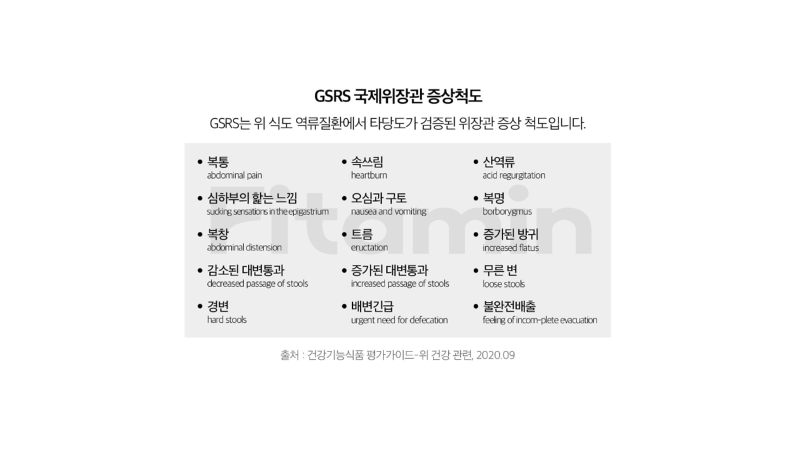 GSRS 국제위장관 증상척도
GSRS는 위 식도 역류질환에서 타당도가 검증된 위장관 증상 척도입니다.
Fitamin
• 복통
abdominal pain
• 속쓰림
heartburn
• 산역류
acid regurgitation
• 심하부의 핥는 느낌
sucking sensations in the epigastrium
• 오심과 구토
nausea and vomiting
• 복명
borborygmus
• 복창
abdominal distension
• 트름
eructation
• 증가된 방귀
increased flatus
• 감소된 대변통과
decreased passage of stools
• 증가된 대변통과
increased passage of stools
• 무른 변
loose stools
• 경변
hard stools
• 배변긴급
urgent need for defecation
• 불완전배출
feeling of incom-plete evacuation
출처 : 건강기능식품 평가가이드-위 건강 관련, 2020.09